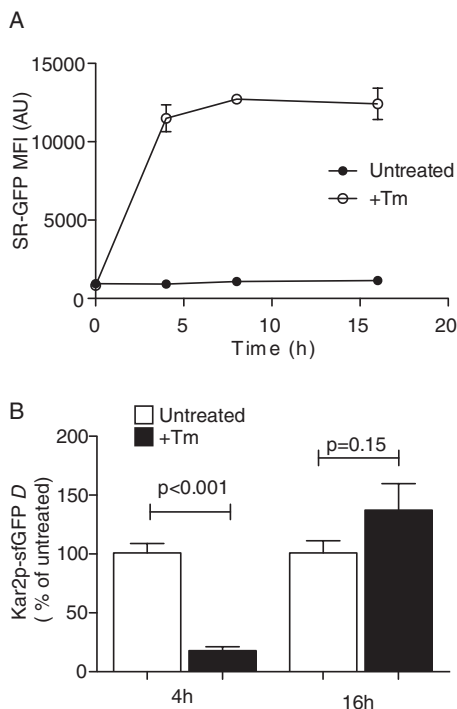 A
SR-GFP MFI (AU)
15000
10000
5000
0
Untreated
+Tm
0 5 10 15 20
Time (h)
B
Untreated
+Tm
Kar2p-sfGFP D
( % of untreated)
200
150
100
50
0
p<0.001
p=0.15
4h 16h